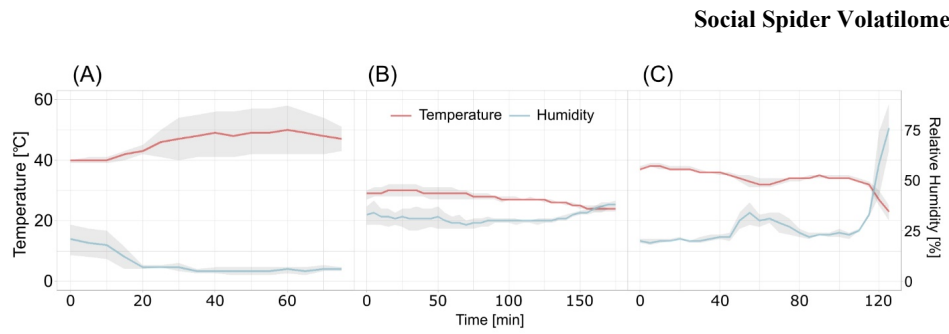 Social Spider Volatilome
(A) (B) (C)
Temperature Humidity
Temperature [℃]
60
40
20
0
Relative Humidity [%]
75
50
25
0
0 20 40 60
0 50 100 150
0 40 80 120
Time [min]